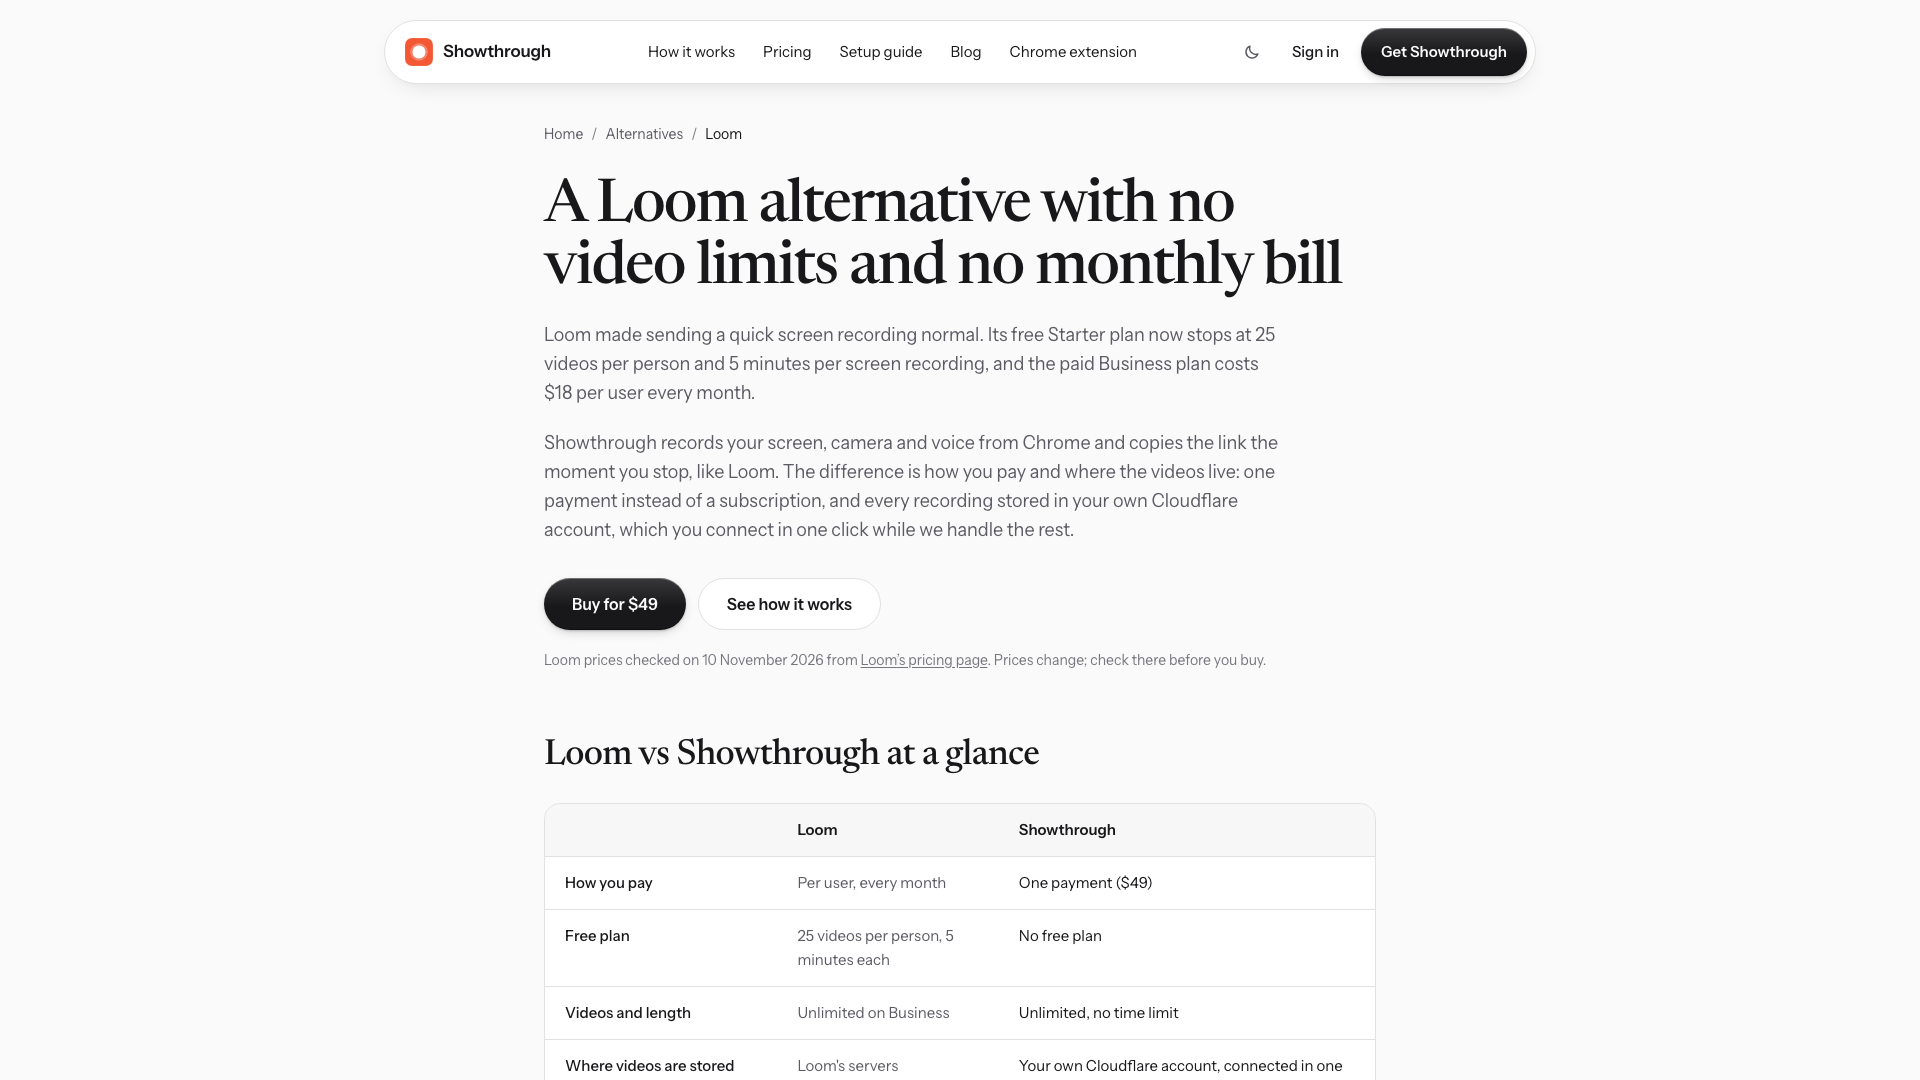 Showthrough
How it works
Pricing
Setup guide
Blog
Chrome extension
Sign in
Get Showthrough
Home / Alternatives / Loom
A Loom alternative with no
video limits and no monthly bill
Loom made sending a quick screen recording normal. Its free Starter plan now stops at 25
videos per person and 5 minutes per screen recording, and the paid Business plan costs
$18 per user every month.
Showthrough records your screen, camera and voice from Chrome and copies the link the
moment you stop, like Loom. The difference is how you pay and where the videos live: one
payment instead of a subscription, and every recording stored in your own Cloudflare
account, which you connect in one click while we handle the rest.
Buy for $49
See how it works
Loom prices checked on 10 November 2026 from Loom's pricing page. Prices change; check there before you buy.
Loom vs Showthrough at a glance
Loom
Showthrough
How you pay
Per user, every month
One payment ($49)
Free plan
25 videos per person, 5
minutes each
No free plan
Videos and length
Unlimited on Business
Unlimited, no time limit
Where videos are stored
Loom's servers
Your own Cloudflare account, connected in one